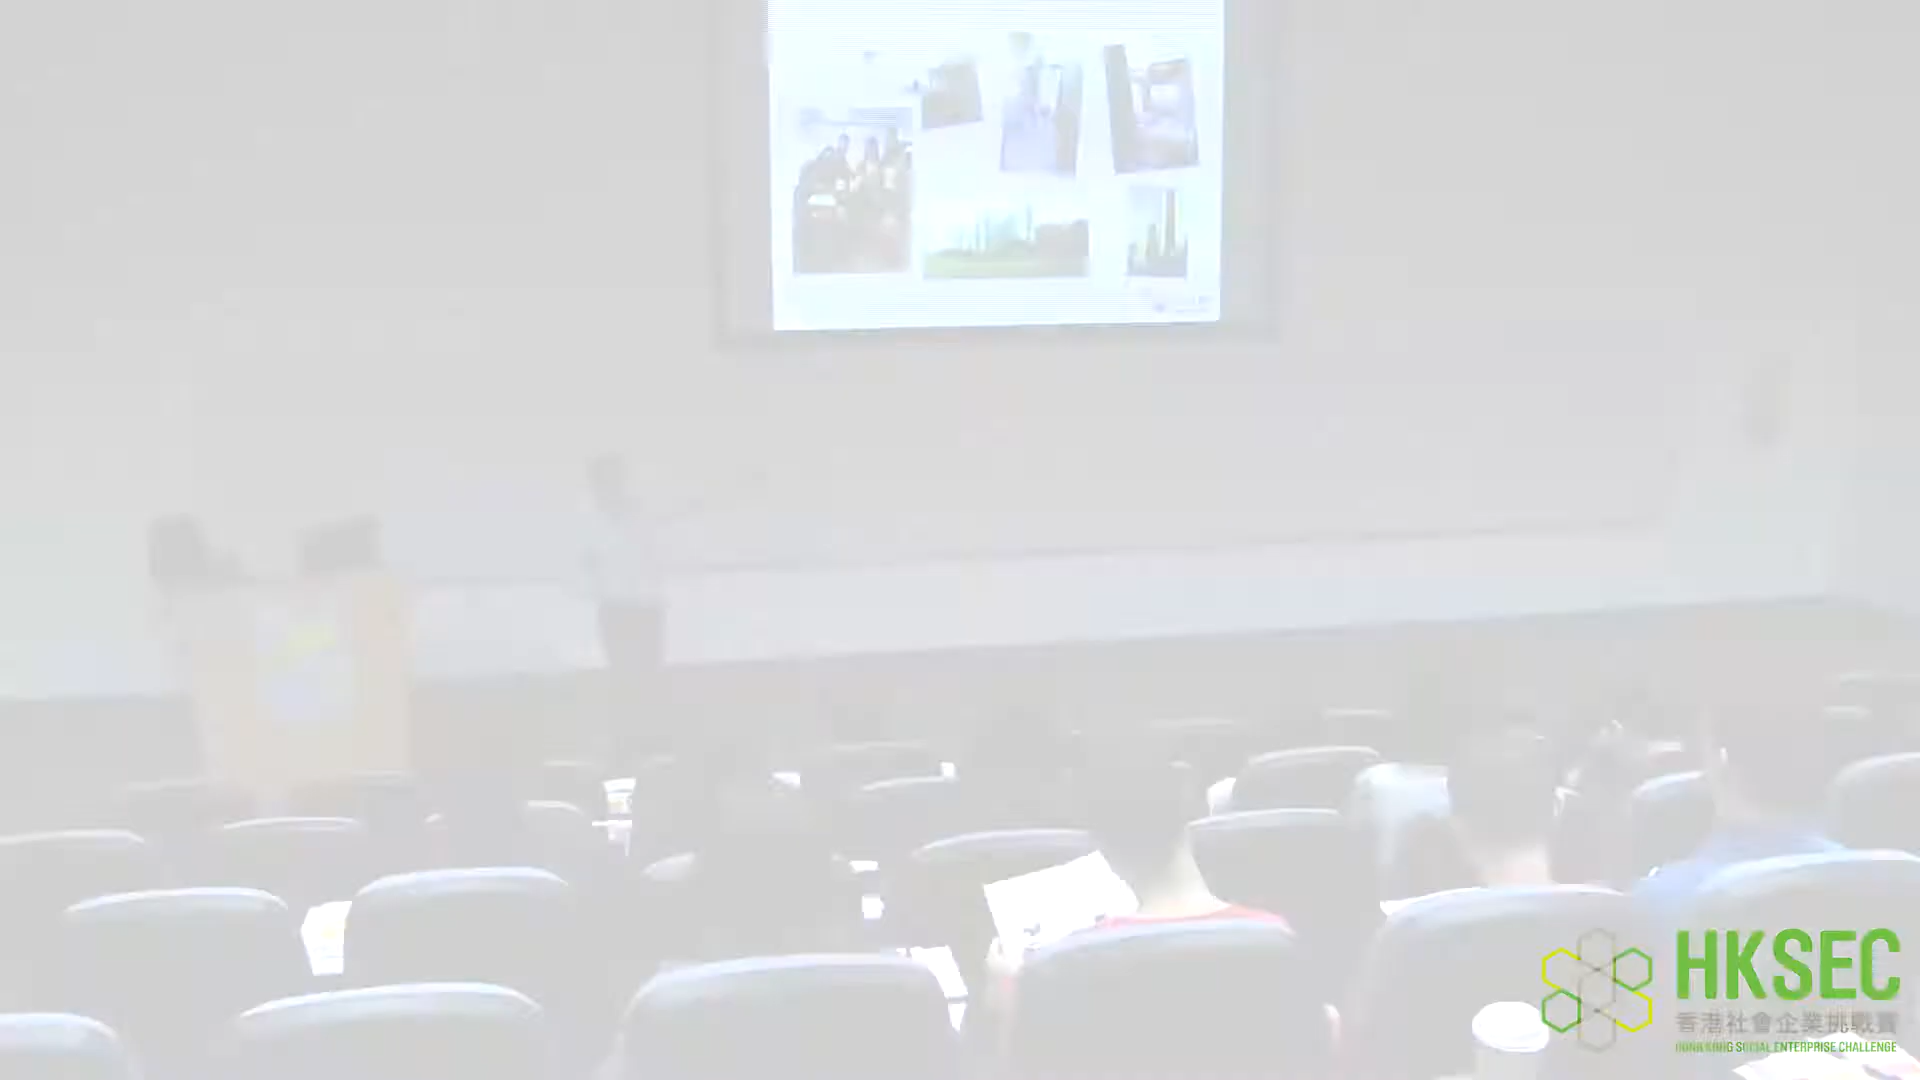 HKSEC
香港社會企業挑戰賽
HONG KONG SOCIAL ENTERPRISE CHALLENGE